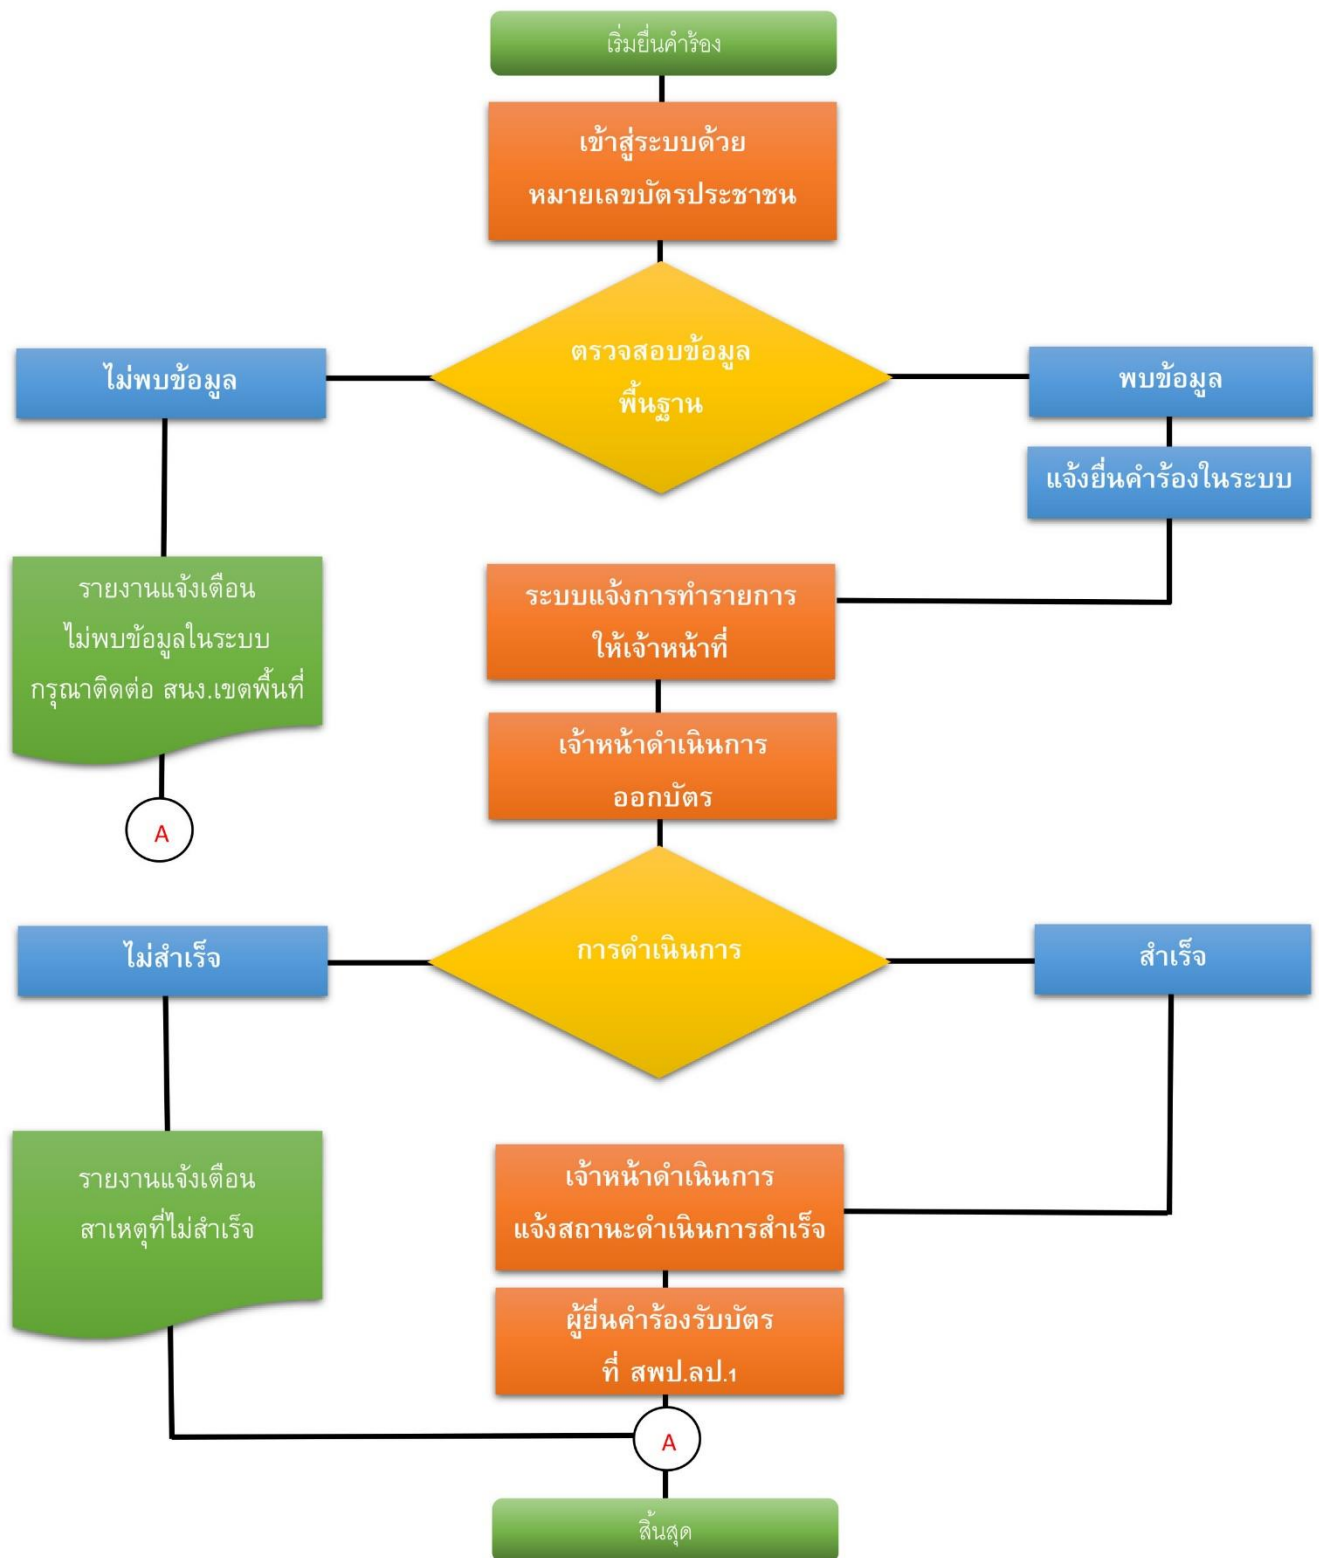 เริ่มยื่นคำร้อง
เข้าสู่ระบบด้วย
หมายเลขบัตรประชาชน
ตรวจสอบข้อมูล
พื้นฐาน
ไม่พบข้อมูล
พบข้อมูล
แจ้งยื่นคำร้องในระบบ
รายงานแจ้งเตือน
ไม่พบข้อมูลในระบบ
กรุณาติดต่อ สนง.เขตพื้นที่
A
ระบบแจ้งการทำรายการ
ให้เจ้าหน้าที่
เจ้าหน้าดำเนินการ
ออกบัตร
การดำเนินการ
ไม่สำเร็จ
สำเร็จ
รายงานแจ้งเตือน
สาเหตุที่ไม่สำเร็จ
เจ้าหน้าดำเนินการ
แจ้งสถานะดำเนินการสำเร็จ
ผู้ยื่นคำร้องรับบัตร
ที่ สพป.ลป.1
A
สิ้นสุด